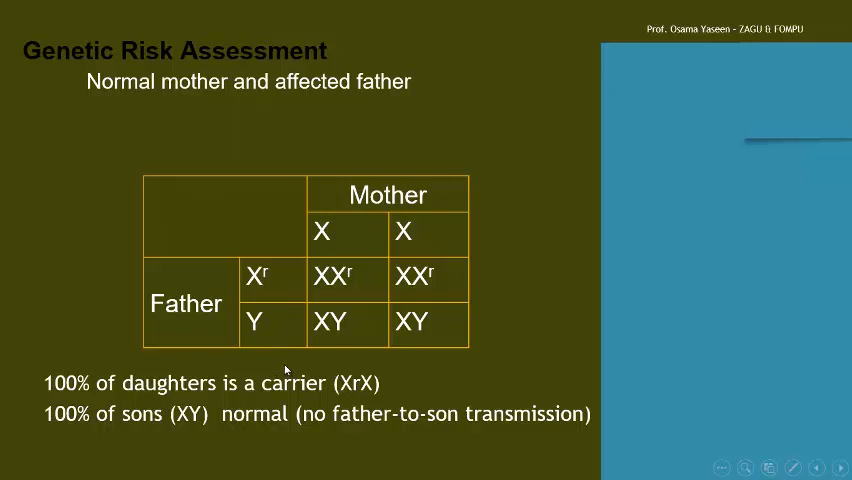 Prof. Osama Yaseen – ZAGU & FOMPU
Genetic Risk Assessment
Normal mother and affected father
Mother
X X
Father
Xʳ XXʳ XXʳ
Y XY XY
100% of daughters is a carrier (XrX)
100% of sons (XY) normal (no father-to-son transmission)